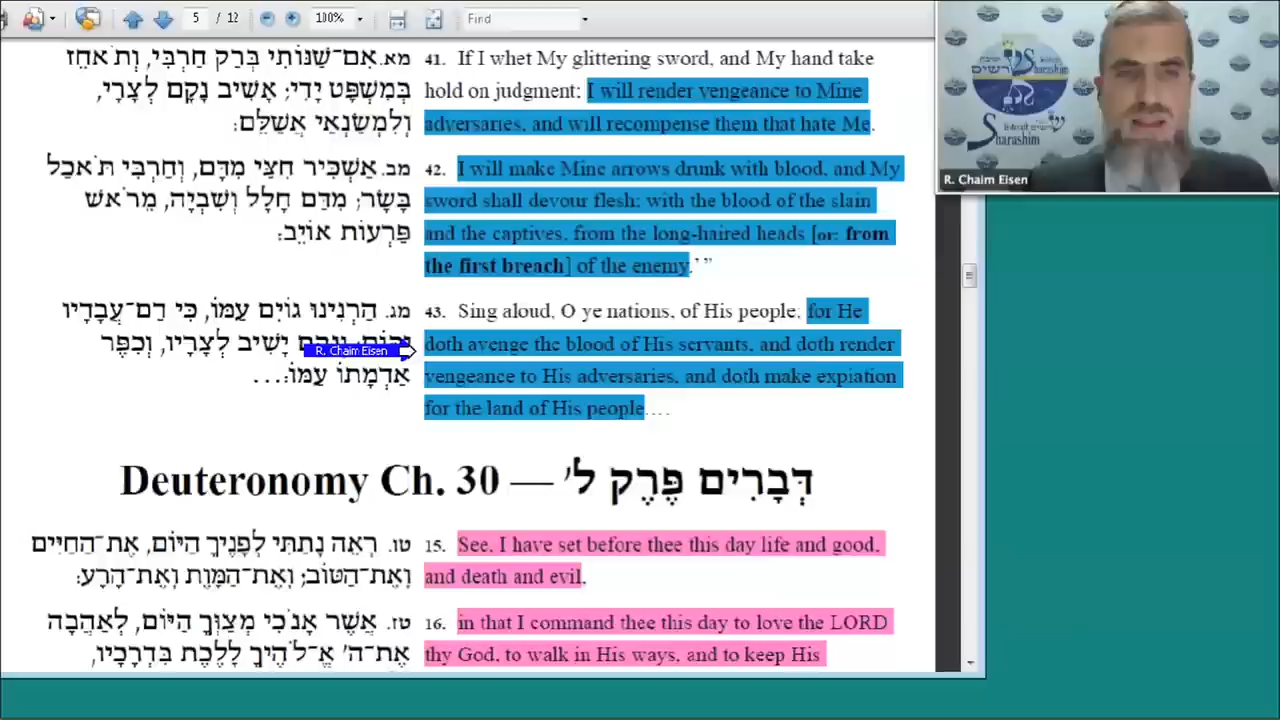 5 / 12
100%
Find
מא. אִם־שַׁנּוֹתִי בְּרַק חַרְבִּי, וְתֹאחֵז
בְּמִשְׁפָּט יָדִי; אָשִׁיב נָקָם לְצָרָי,
וְלִמְשַׂנְאַי אֲשַׁלֵּם:
41. If I whet My glittering sword, and My hand take
hold on judgment; I will render vengeance to Mine
adversaries, and will recompense them that hate Me.
מב. אַשְׁכִּיר חִצַּי מִדָּם, וְחַרְבִּי תֹּאכַל
בָּשָׂר; מִדַּם חָלָל וְשִׁבְיָה, מֵרֹאשׁ
פַּרְעוֹת אוֹיֵב:
42. I will make Mine arrows drunk with blood, and My
sword shall devour flesh; with the blood of the slain
and the captives, from the long-haired heads [or: from
the first breach] of the enemy.’”
מג. הַרְנִינוּ גוֹיִם עַמּוֹ, כִּי דַם־עֲבָדָיו
יָשִׁיב לְצָרָיו, וְכִפֶּר
אַדְמָתוֹ עַמּוֹ:...
R. Chaim Eisen
43. Sing aloud, O ye nations, of His people; for He
doth avenge the blood of His servants, and doth render
vengeance to His adversaries, and doth make expiation
for the land of His people....
Deuteronomy Ch. 30 — דְּבָרִים פֶּרֶק ל׳
טו. רְאֵה נָתַתִּי לְפָנֶיךָ הַיּוֹם, אֶת־הַחַיִּים
וְאֶת־הַטּוֹב; וְאֶת־הַמָּוֶת וְאֶת־הָרָע:
15. See, I have set before thee this day life and good,
and death and evil,
טז. אֲשֶׁר אָנֹכִי מְצַוְּךָ הַיּוֹם, לְאַהֲבָה
אֶת־ה׳ אֱ־לֹהֶיךָ לָלֶכֶת בִּדְרָכָיו,
16. in that I command thee this day to love the LORD
thy God, to walk in His ways, and to keep His
Sharashim
שרשים
Sharashim
R. Chaim Eisen